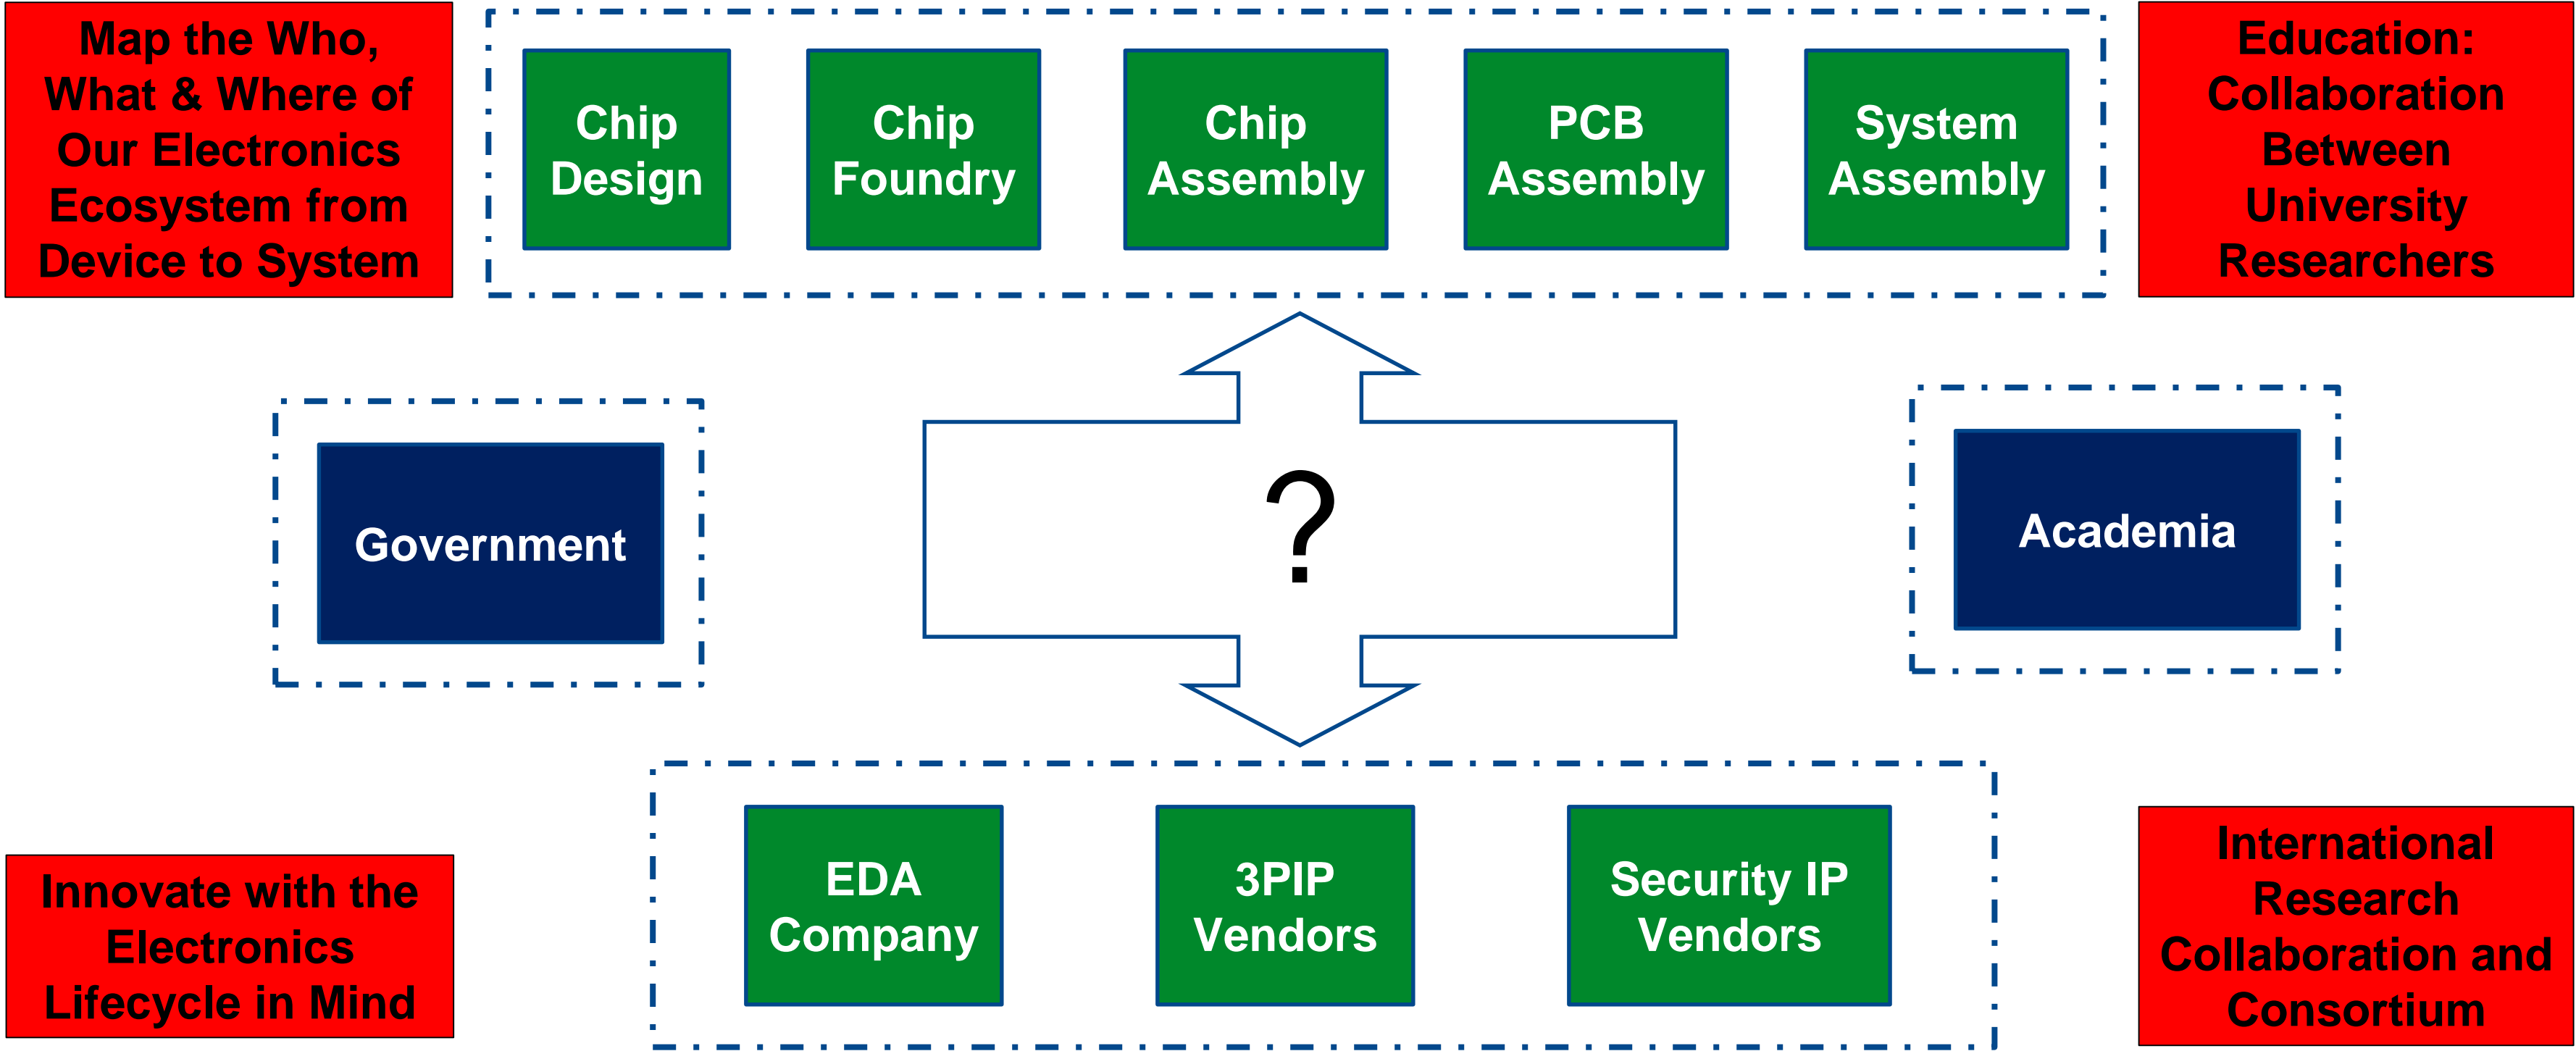 Map the Who,
What & Where of
Our Electronics
Ecosystem from
Device to System
Chip
Design
Chip
Foundry
Chip
Assembly
PCB
Assembly
System
Assembly
Education:
Collaboration
Between
University
Researchers
Government
?
Academia
Innovate with the
Electronics
Lifecycle in Mind
EDA
Company
3PIP
Vendors
Security IP
Vendors
International
Research
Collaboration and
Consortium